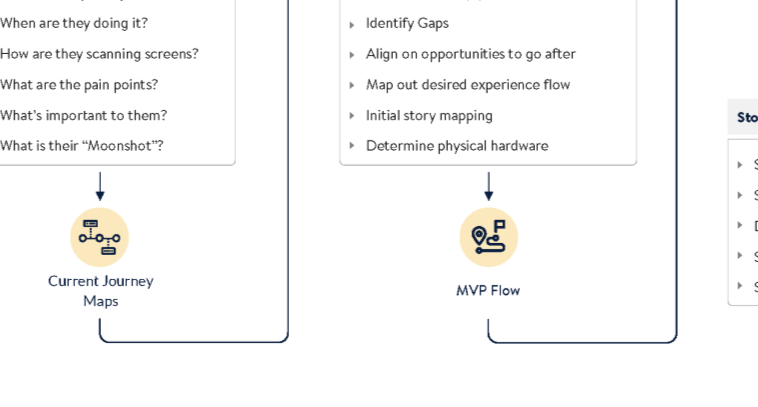 When are they doing it?
How are they scanning screens?
What are the pain points?
What's important to them?
What is their “Moonshot”?
Current Journey
Maps
Identify Gaps
Align on opportunities to go after
Map out desired experience flow
Initial story mapping
Determine physical hardware
MVP Flow